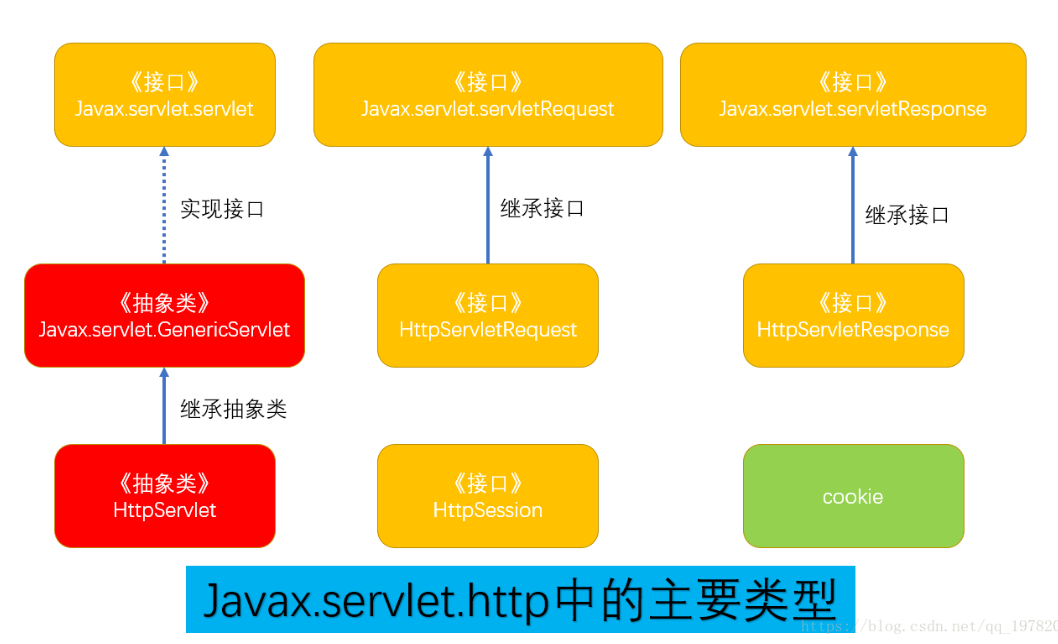 《接口》
Javax.servlet.servlet
《接口》
Javax.servlet.servletRequest
《接口》
Javax.servlet.servletResponse
实现接口
继承接口
继承接口
《抽象类》
Javax.servlet.GenericServlet
《接口》
HttpServletRequest
《接口》
HttpServletResponse
继承抽象类
《抽象类》
HttpServlet
《接口》
HttpSession
cookie
Javax.servlet.http中的主要类型
https://blog.csdn.net/qq_197820